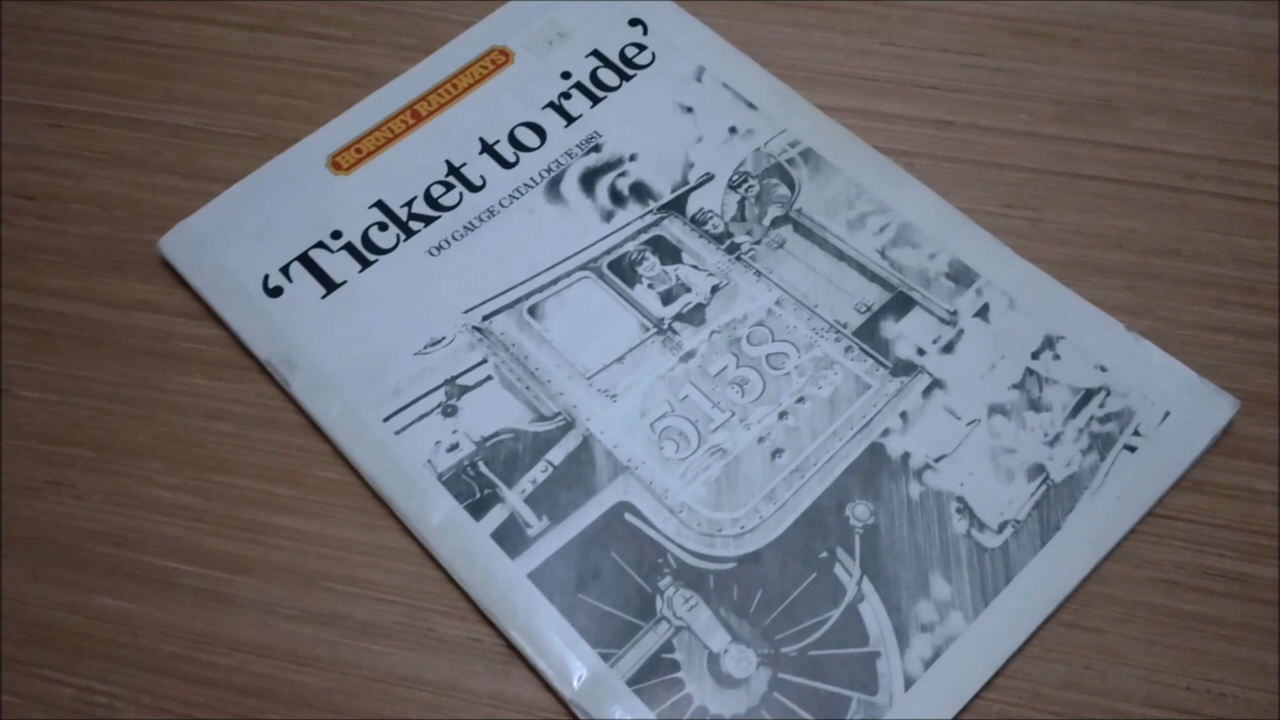 HORNBY RAILWAYS
‘Ticket to ride’
‘OO’ GAUGE CATALOGUE 1981
5138